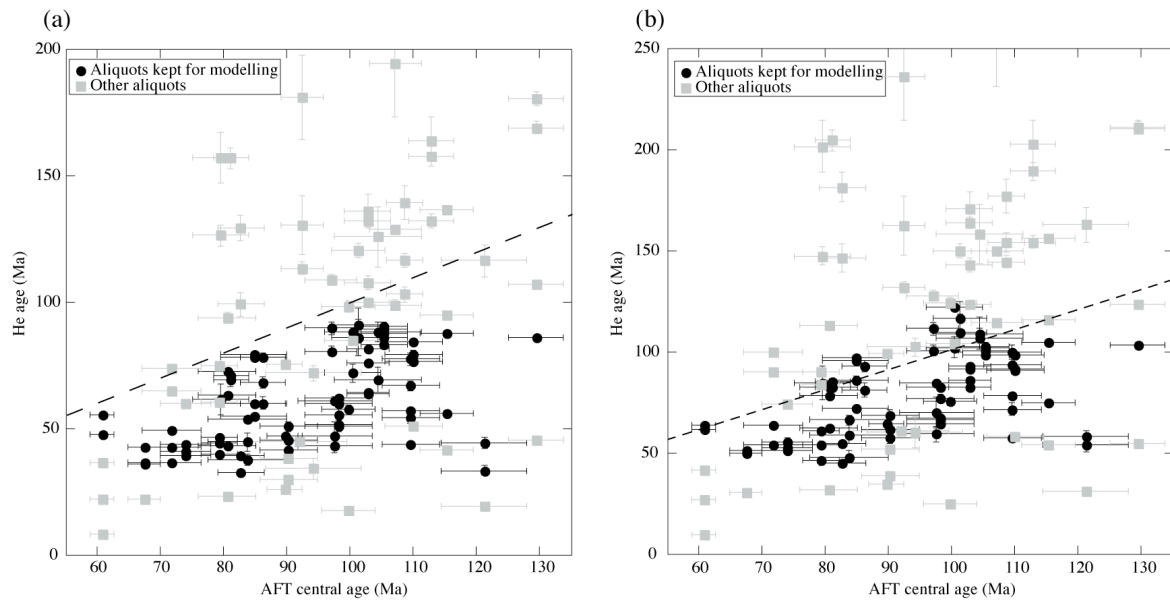 (a)
200
150
100
50
0
He age (Ma)
Aliquots kept for modelling
Other aliquots
60 70 80 90 100 110 120 130
AFT central age (Ma)
(b)
250
200
150
100
50
0
He age (Ma)
Aliquots kept for modelling
Other aliquots
60 70 80 90 100 110 120 130
AFT central age (Ma)